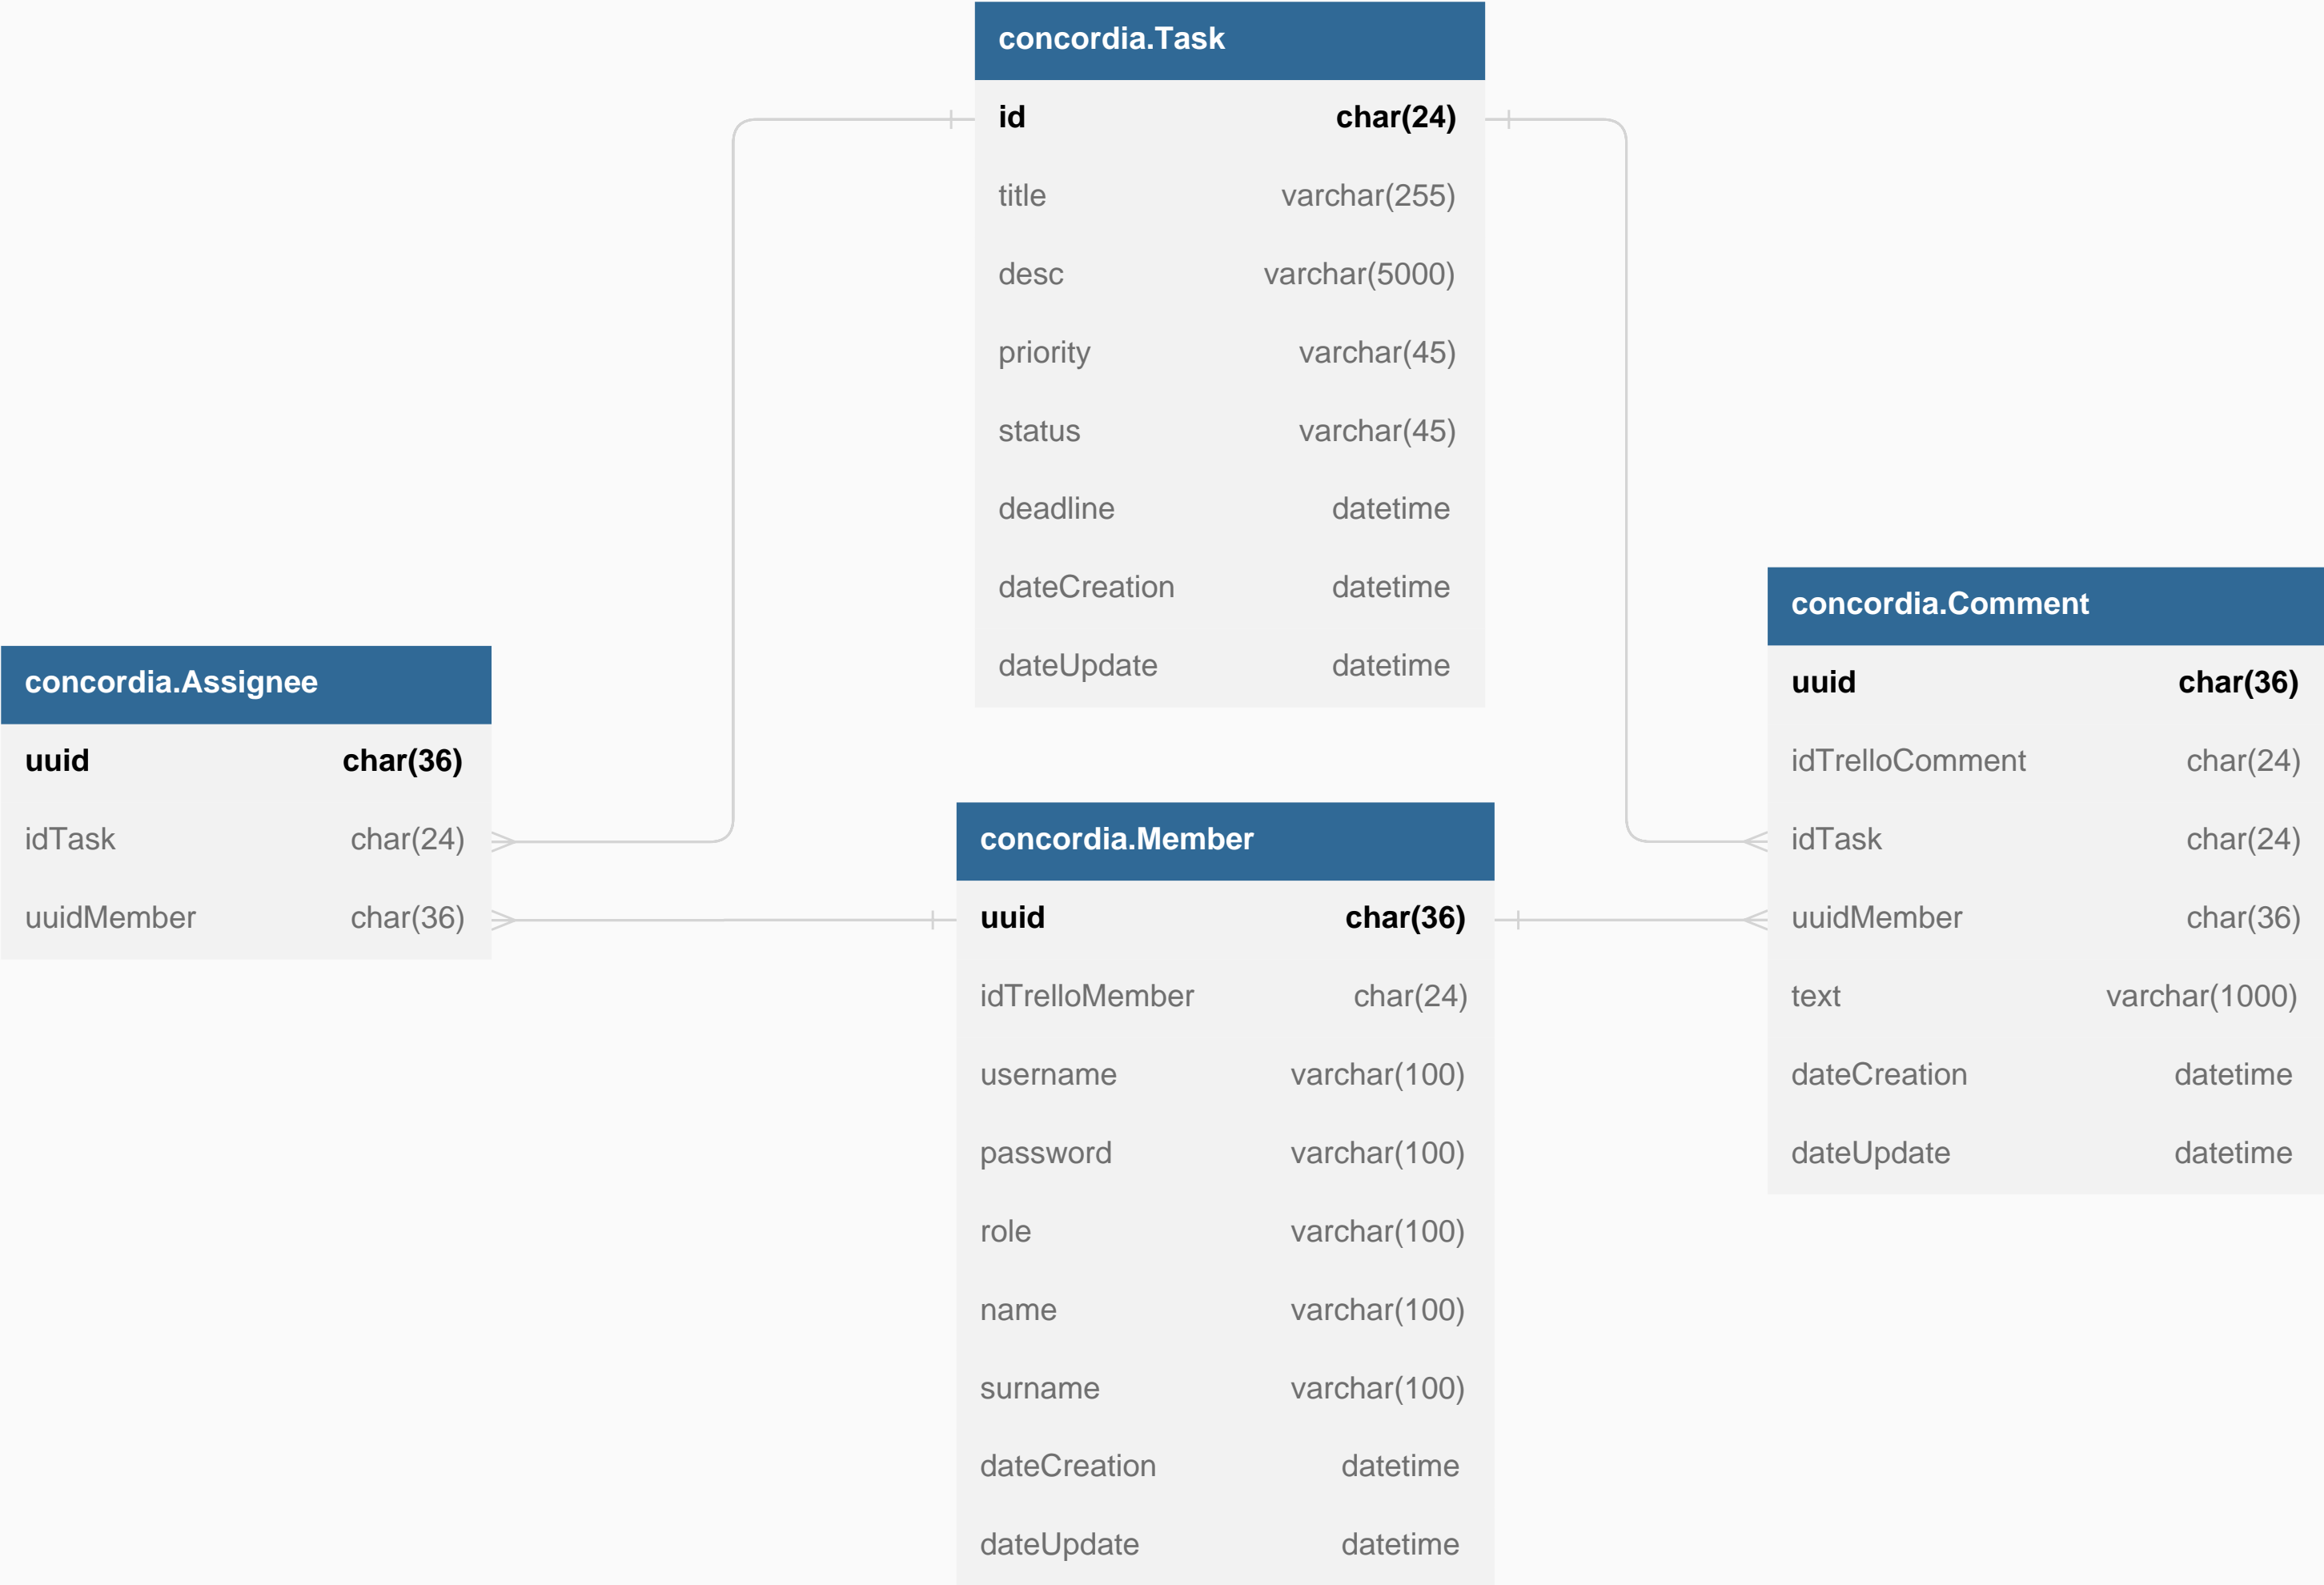 concordia.Task
id char(24)
title varchar(255)
desc varchar(5000)
priority varchar(45)
status varchar(45)
deadline datetime
dateCreation datetime
dateUpdate datetime
concordia.Assignee
uuid char(36)
idTask char(24)
uuidMember char(36)
concordia.Member
uuid char(36)
idTrelloMember char(24)
username varchar(100)
password varchar(100)
role varchar(100)
name varchar(100)
surname varchar(100)
dateCreation datetime
dateUpdate datetime
concordia.Comment
uuid char(36)
idTrelloComment char(24)
idTask char(24)
uuidMember char(36)
text varchar(1000)
dateCreation datetime
dateUpdate datetime